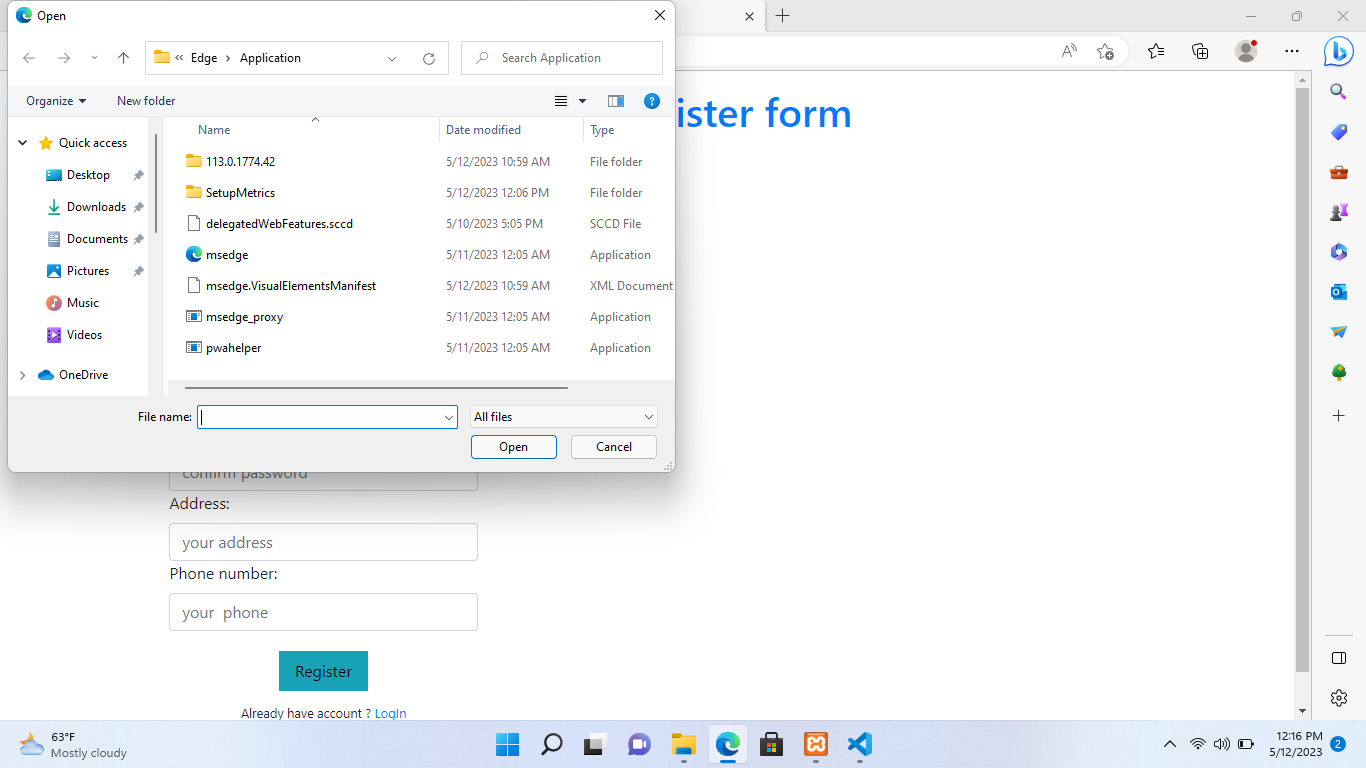 Open
Edge
Application
Search Application
Organize
New folder
Name
Date modified
Type
Quick access
Desktop
Downloads
Documents
Pictures
Music
Videos
OneDrive
113.0.1774.42 5/12/2023 10:59 AM File folder
SetupMetrics 5/12/2023 12:06 PM File folder
delegatedWebFeatures.sccd 5/10/2023 5:05 PM SCCD File
msedge 5/11/2023 12:05 AM Application
msedge.VisualElementsManifest 5/12/2023 10:59 AM XML Document
msedge_proxy 5/11/2023 12:05 AM Application
pwahelper 5/11/2023 12:05 AM Application
File name:
All files
Open
Cancel
ister form
confirm password
Address:
your address
Phone number:
your  phone
Register
Already have account ? LogIn
63°F
Mostly cloudy
12:16 PM
5/12/2023
2